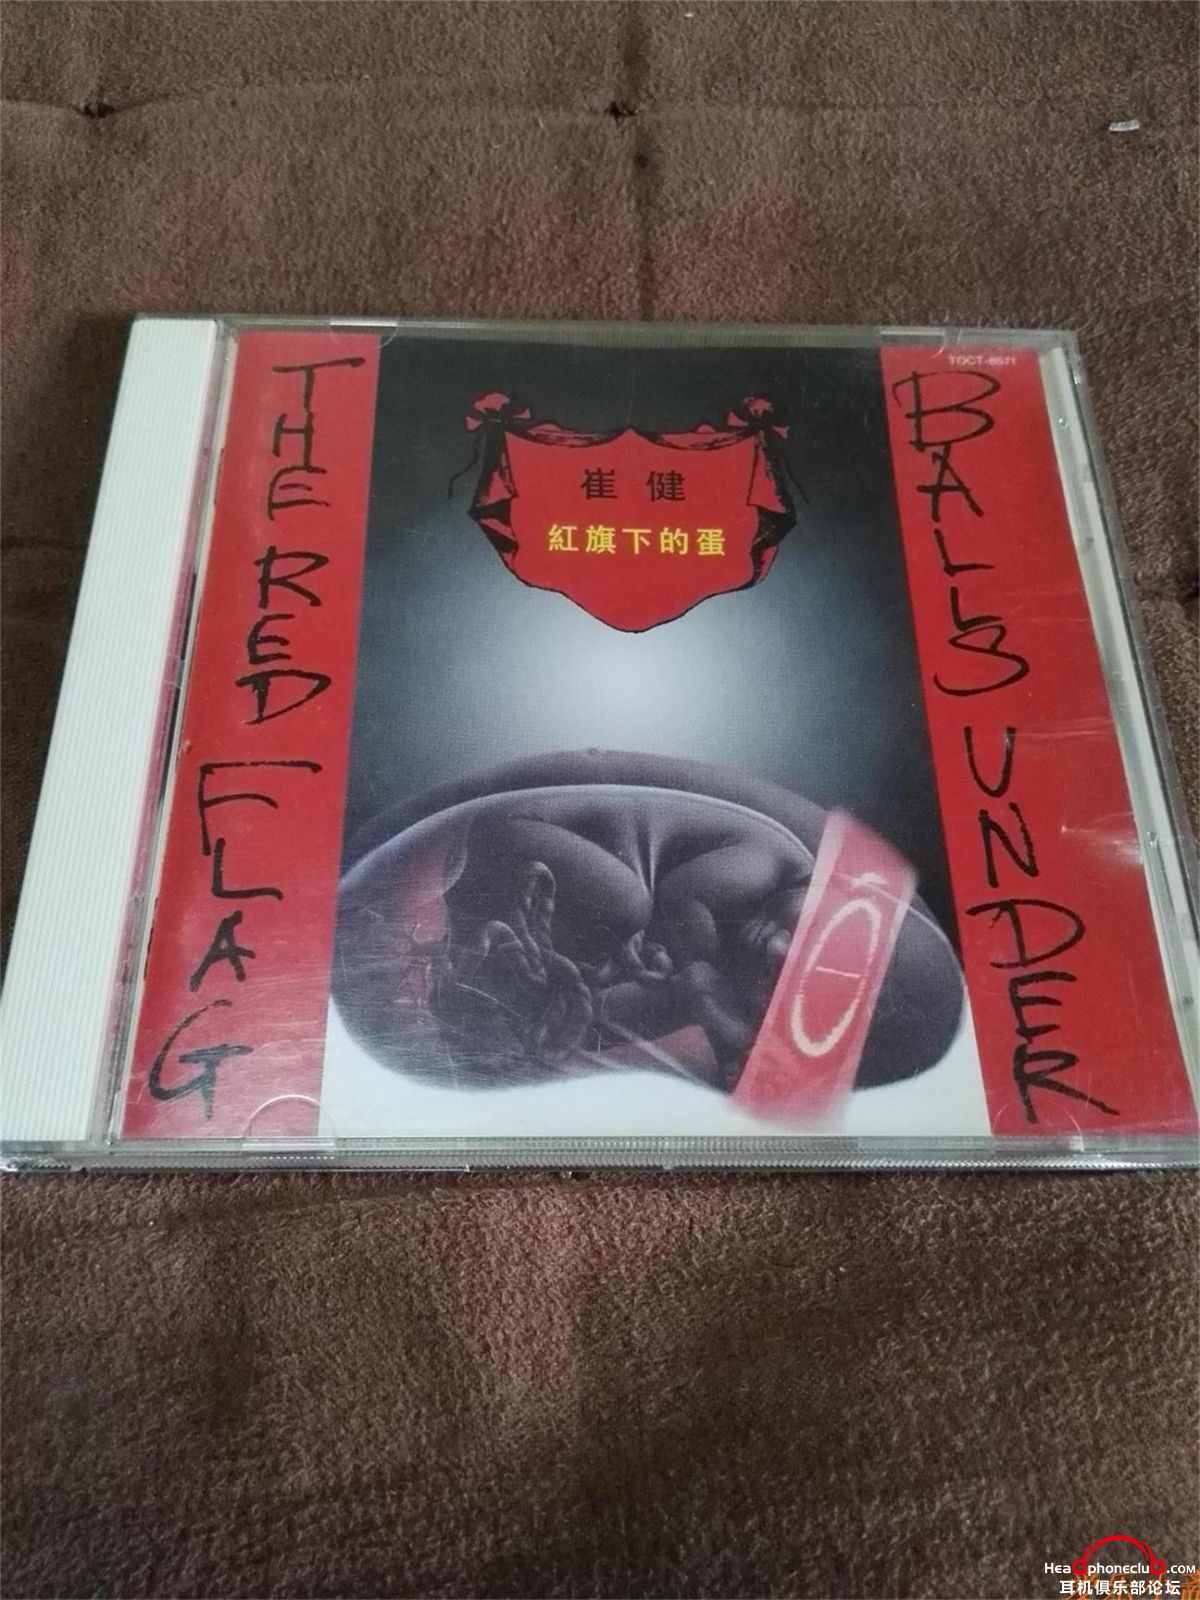 TOCT-8571
崔健
紅旗下的蛋
BALLS UNDER
THE RED FLAG
Headphoneclub.com
耳机俱乐部论坛